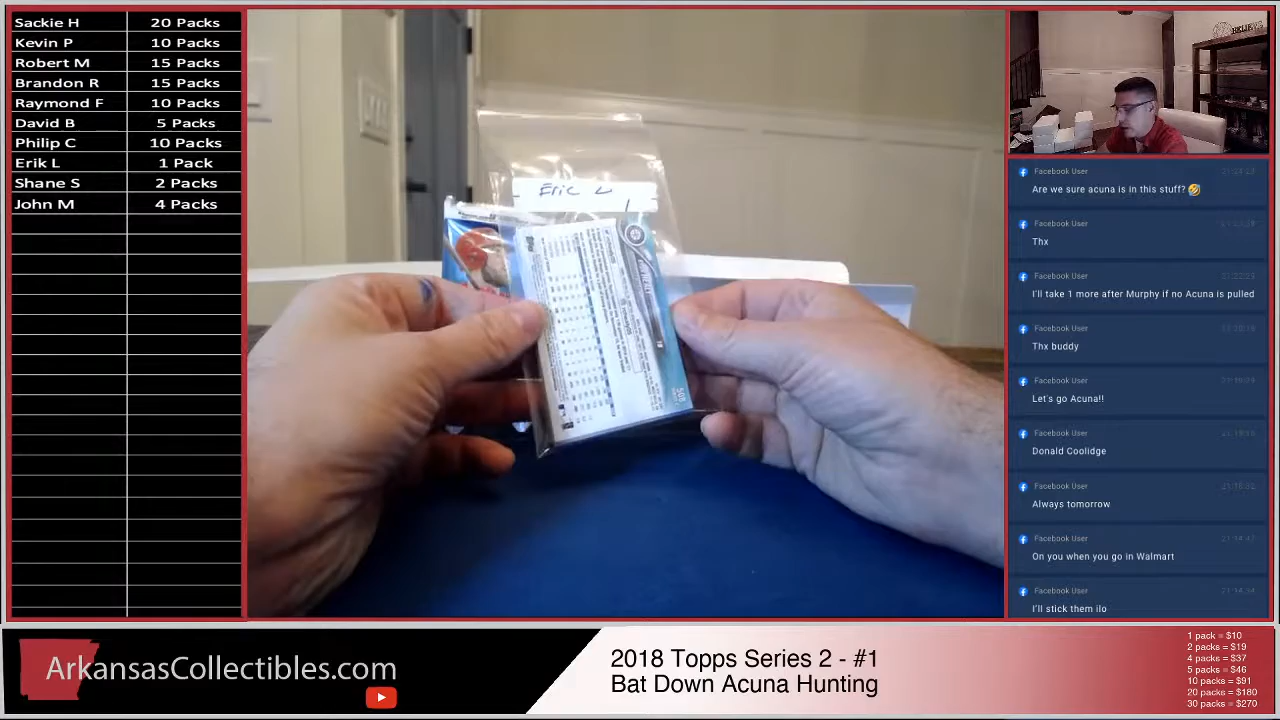 Sackie H 20 Packs
Kevin P 10 Packs
Robert M 15 Packs
Brandon R 15 Packs
Raymond F 10 Packs
David B 5 Packs
Philip C 10 Packs
Erik L 1 Pack
Shane S 2 Packs
John M 4 Packs
Eric L
1
508
Facebook User
Are we sure acuna is in this stuff? 🤣
Facebook User
Thx
Facebook User
I'll take 1 more after Murphy if no Acuna is pulled
Facebook User
Thx buddy
Facebook User
Let's go Acuna!!
Facebook User
Donald Coolidge
Facebook User
Always tomorrow
Facebook User
On you when you go in Walmart
Facebook User
I'll stick them ilo
ArkansasCollectibles.com
2018 Topps Series 2 - #1
Bat Down Acuna Hunting
1 pack = $10
2 packs = $19
4 packs = $37
5 packs = $46
10 packs = $91
20 packs = $180
30 packs = $270